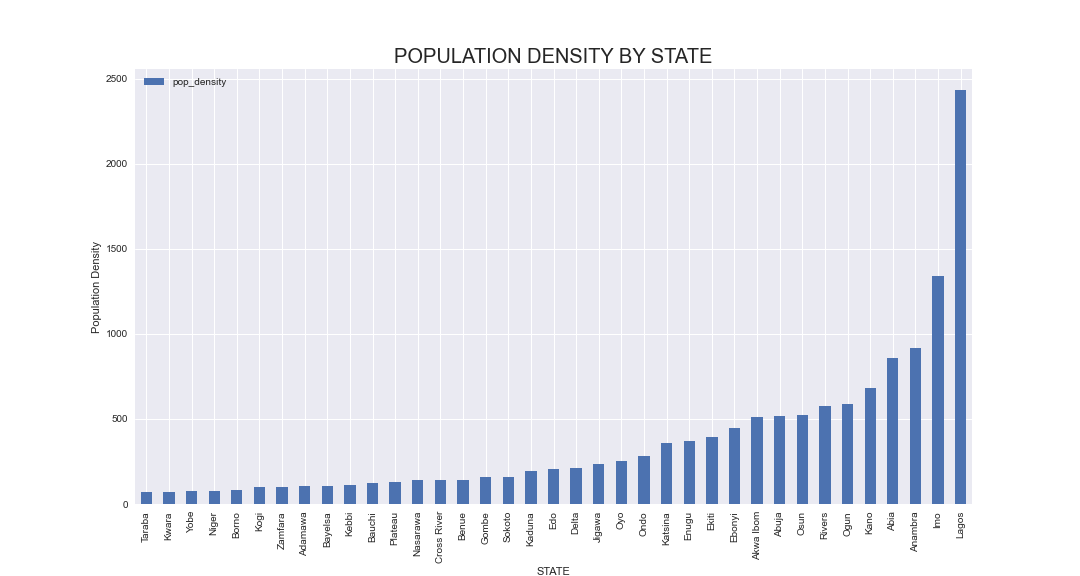 POPULATION DENSITY BY STATE
pop_density
2500
2000
1500
1000
500
0
Population Density
Taraba
Kwara
Yobe
Niger
Borno
Kogi
Zamfara
Adamawa
Bayelsa
Kebbi
Bauchi
Plateau
Nasarawa
Cross River
Benue
Gombe
Sokoto
Kaduna
Edo
Delta
Jigawa
Oyo
Ondo
Katsina
Enugu
Ekiti
Ebonyi
Akwa Ibom
Abuja
Osun
Rivers
Ogun
Kano
Abia
Anambra
Imo
Lagos
STATE